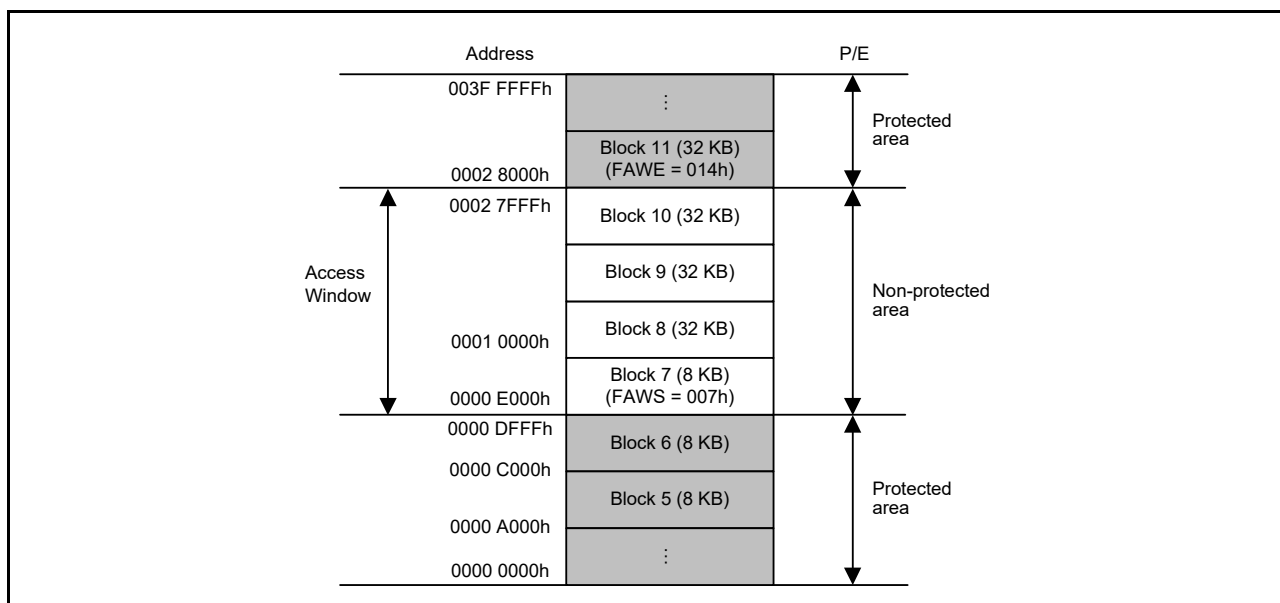 Address P/E
003F FFFFh
⋮
Protected
area
Block 11 (32 KB)
(FAWE = 014h)
0002 8000h
0002 7FFFh
Block 10 (32 KB)
Access
Window
Block 9 (32 KB)
Non-protected
area
Block 8 (32 KB)
0001 0000h
Block 7 (8 KB)
(FAWS = 007h)
0000 E000h
0000 DFFFh
Block 6 (8 KB)
0000 C000h
Protected
area
Block 5 (8 KB)
0000 A000h
⋮
0000 0000h